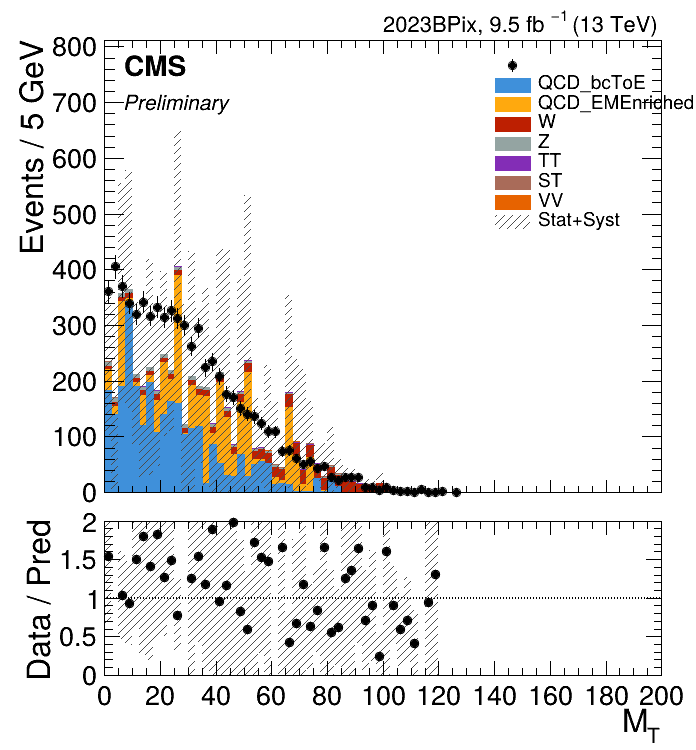 2023BPix, 9.5 fb⁻¹ (13 TeV)
CMS
Preliminary
QCD_bcToE
QCD_EMEnriched
W
Z
TT
ST
VV
Stat+Syst
Events / 5 GeV
800
700
600
500
400
300
200
100
0
Data / Pred
2
1.5
1
0.5
0
0 20 40 60 80 100 120 140 160 180 200
M_T